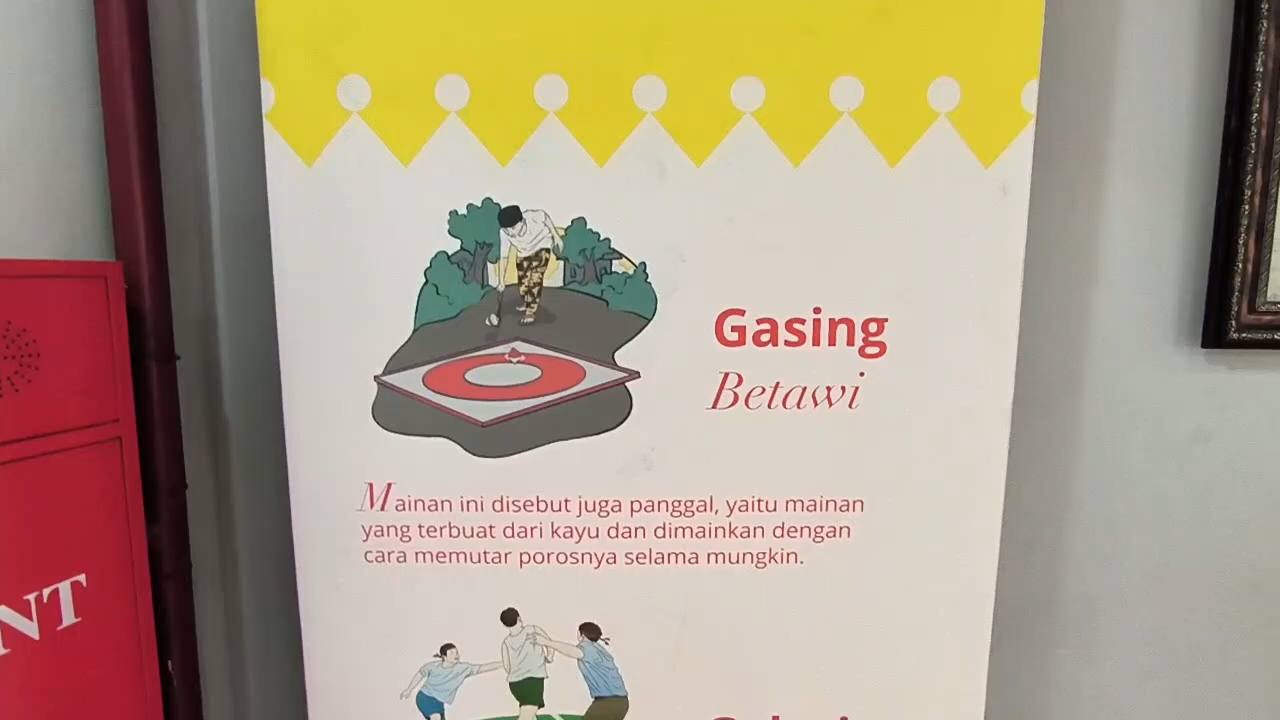 Gasing
Betawi
Mainan ini disebut juga panggal, yaitu mainan
yang terbuat dari kayu dan dimainkan dengan
cara memutar porosnya selama mungkin.
NT